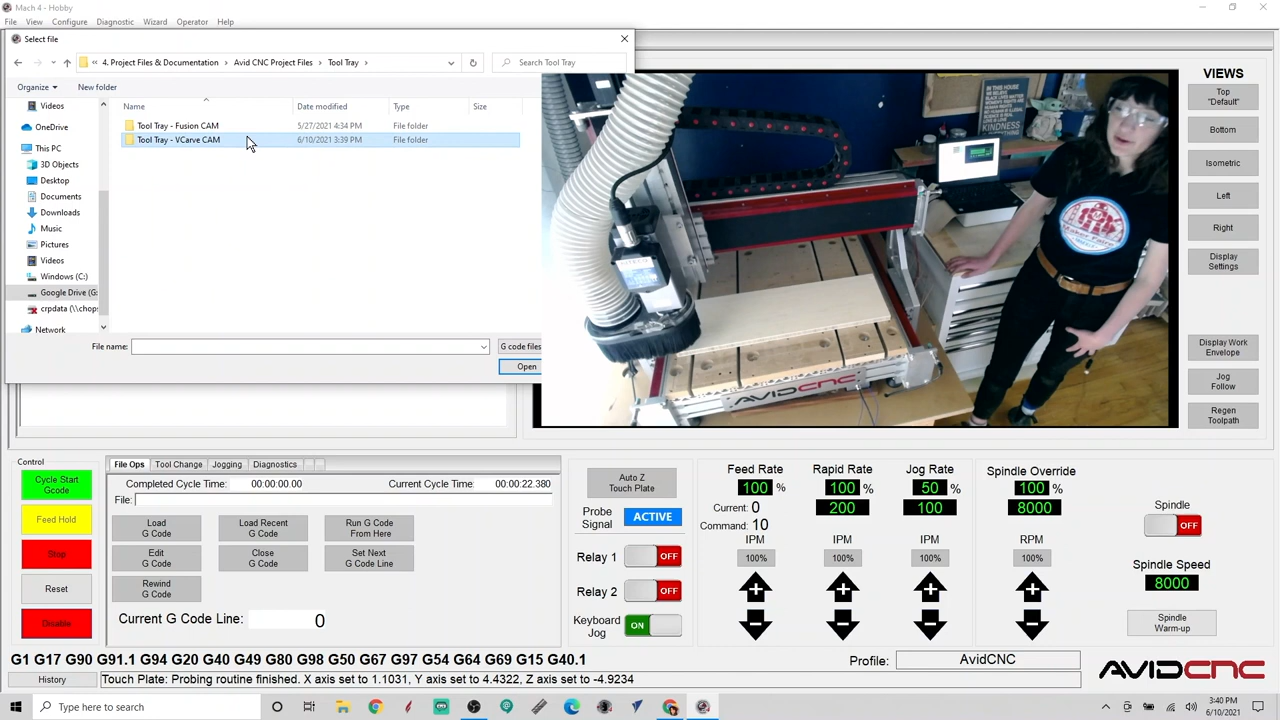 Mach 4 - Hobby
File View Configure Diagnostic Wizard Operator Help
Select file
« 4. Project Files & Documentation › Avid CNC Project Files › Tool Tray ›
Search Tool Tray
Organize New folder
Name Date modified Type Size
Videos
OneDrive
This PC
3D Objects
Desktop
Documents
Downloads
Music
Pictures
Videos
Windows (C:)
Google Drive (G:
crpdata (\\chops
Network
Tool Tray - Fusion CAM 5/27/2021 4:34 PM File folder
Tool Tray - VCarve CAM 6/10/2021 3:39 PM File folder
File name:
G code files
Open
IN THIS HOUSE
WE BELIEVE
KINDNESS
EVERYTHING
Maker Faire
AVIDCNC
VIEWS
Top
"Default"
Bottom
Isometric
Left
Right
Display
Settings
Display Work
Envelope
Jog
Follow
Regen
Toolpath
Control
Cycle Start
Gcode
Feed Hold
Stop
Reset
Disable
File Ops Tool Change Jogging Diagnostics
Completed Cycle Time: 00:00:00.00 Current Cycle Time: 00:00:22.380
File:
Load
G Code
Load Recent
G Code
Run G Code
From Here
Edit
G Code
Close
G Code
Set Next
G Code Line
Rewind
G Code
Current G Code Line: 0
Auto Z
Touch Plate
Probe
Signal
ACTIVE
Relay 1 OFF
Relay 2 OFF
Keyboard
Jog
ON
Feed Rate
100 %
Current: 0
Command: 10
IPM
100%
Rapid Rate
100 %
200
IPM
100%
Jog Rate
50 %
100
IPM
100%
Spindle Override
100 %
8000
RPM
100%
Spindle
OFF
Spindle Speed
8000
Spindle
Warm-up
G1 G17 G90 G91.1 G94 G20 G40 G49 G80 G98 G50 G67 G97 G54 G64 G69 G15 G40.1
Profile: AvidCNC
AVIDCNC
History
Touch Plate: Probing routine finished. X axis set to 1.1031, Y axis set to 4.4322, Z axis set to -4.9234
Type here to search
3:40 PM
6/10/2021